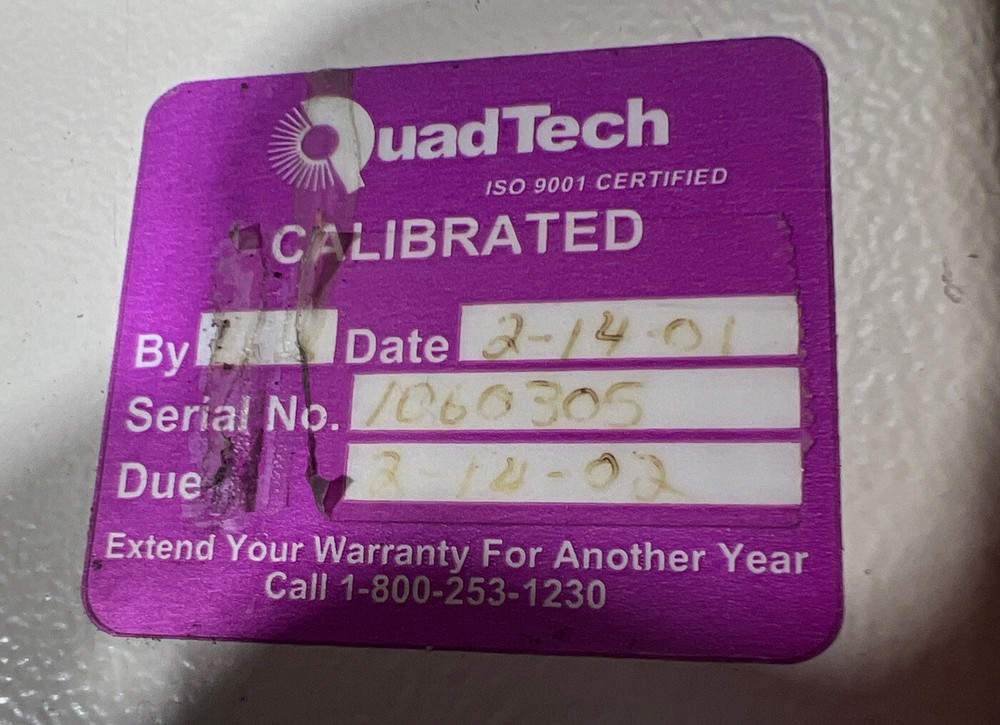 QuadTech
ISO 9001 CERTIFIED
CALIBRATED
By Date 2-14-01
Serial No. 1060305
Due 2-14-02
Extend Your Warranty For Another Year
Call 1-800-253-1230